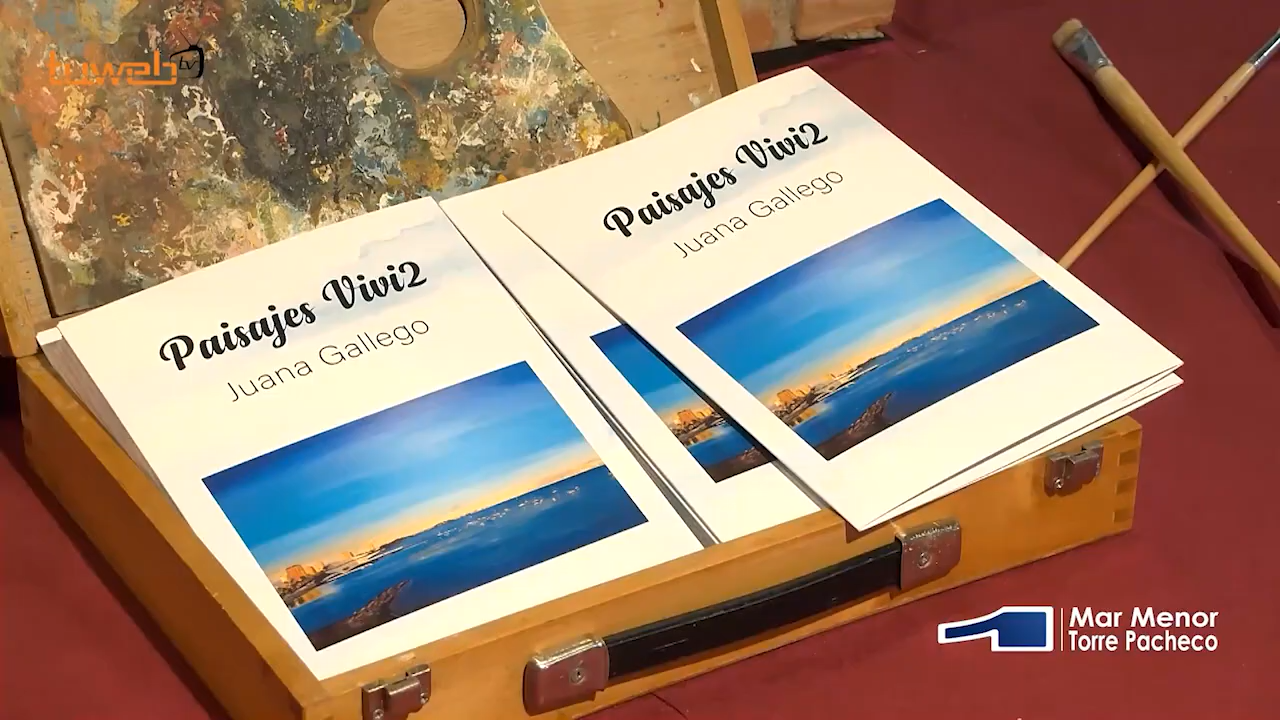 tuweb tv
Paisajes Vivi2
Juana Gallego
Paisajes Vivi2
Juana Gallego
Mar Menor
Torre Pacheco